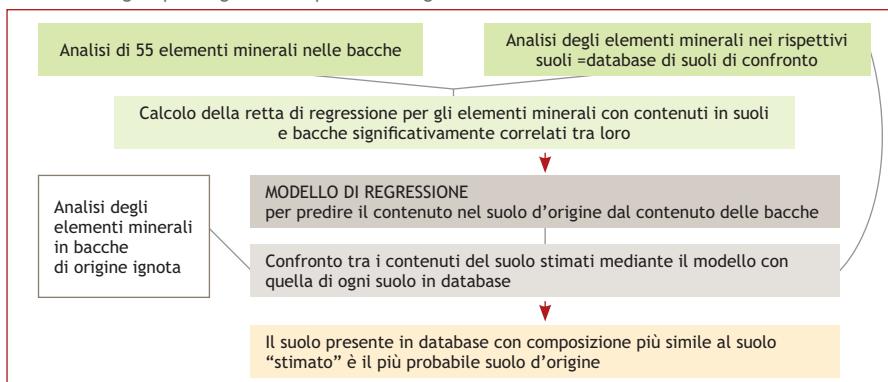 Analisi di 55 elementi minerali nelle bacche
Analisi degli elementi minerali nei rispettivi
suoli =database di suoli di confronto
Calcolo della retta di regressione per gli elementi minerali con contenuti in suoli
e bacche significativamente correlati tra loro
MODELLO DI REGRESSIONE
per predire il contenuto nel suolo d’origine dal contenuto delle bacche
Analisi degli
elementi minerali
in bacche
di origine ignota
Confronto tra i contenuti del suolo stimati mediante il modello con
quella di ogni suolo in database
Il suolo presente in database con composizione più simile al suolo
“stimato” è il più probabile suolo d’origine